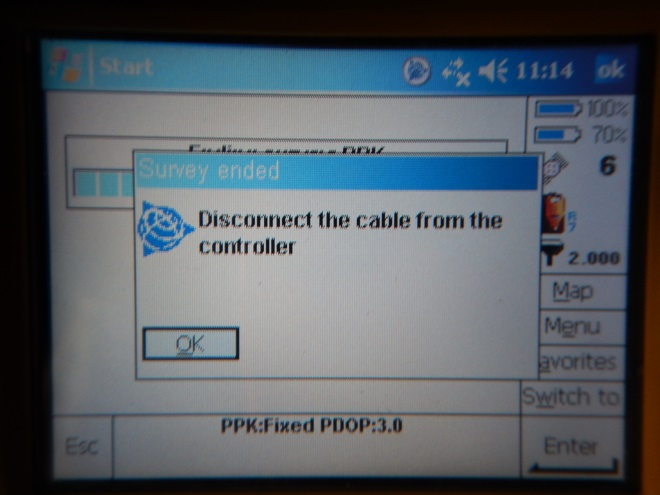 Start
11:14
ok
100%
70%
6
Survey ended
Disconnect the cable from the
controller
2.000
OK
Map
Menu
avorites
Switch to
Esc
PPK:Fixed PDOP:3.0
Enter